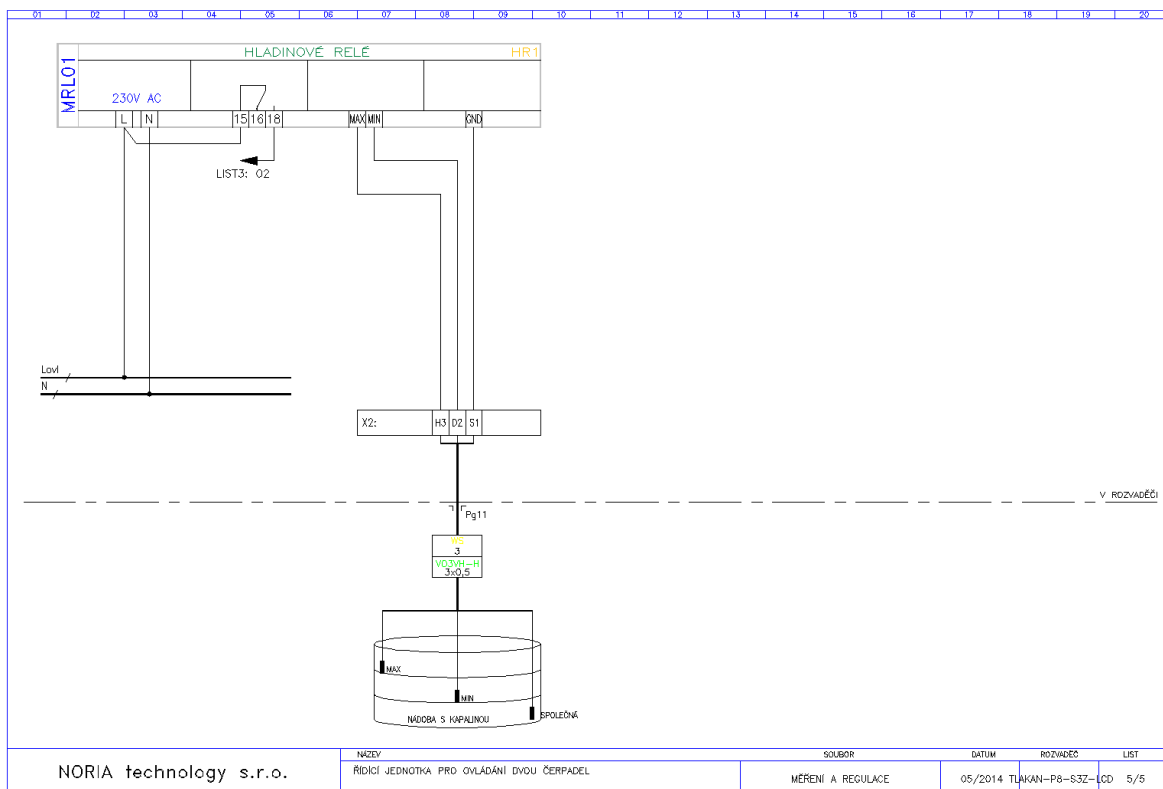 01 02 03 04 05 06 07 08 09 10 11 12 13 14 15 16 17 18 19 20
HLADINOVÉ RELÉ HR1
MRL01
230V AC
L N 15 16 18 MAX MIN GND
LIST3: 02
Lovl
N
X2: H3 D2 S1
V ROZVADĚČI
Pg11
3
V03VH-H
3x0,5
MAX
MIN
SPOLEČNÁ
NÁDOBA S KAPALINOU
NÁZEV SOUBOR DATUM ROZVADĚČ LIST
NORIA technology s.r.o. ŘÍDÍCÍ JEDNOTKA PRO OVLÁDÁNÍ DVOU ČERPADEL MĚŘENÍ A REGULACE 05/2014 TLAKAN-P8-S3Z-LCD 5/5